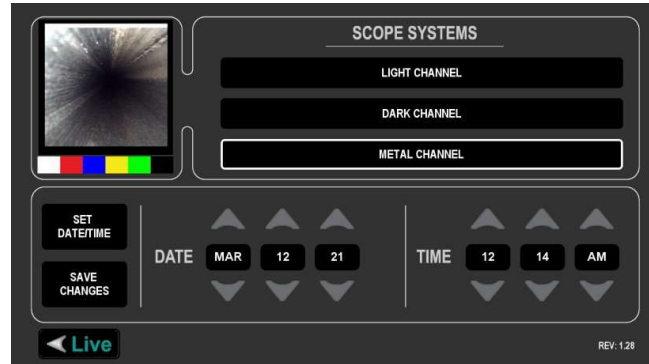 SCOPE SYSTEMS
LIGHT CHANNEL
DARK CHANNEL
METAL CHANNEL
SET
DATE/TIME
SAVE
CHANGES
DATE
MAR 12 21
TIME
12 14 AM
Live
REV: 1.28